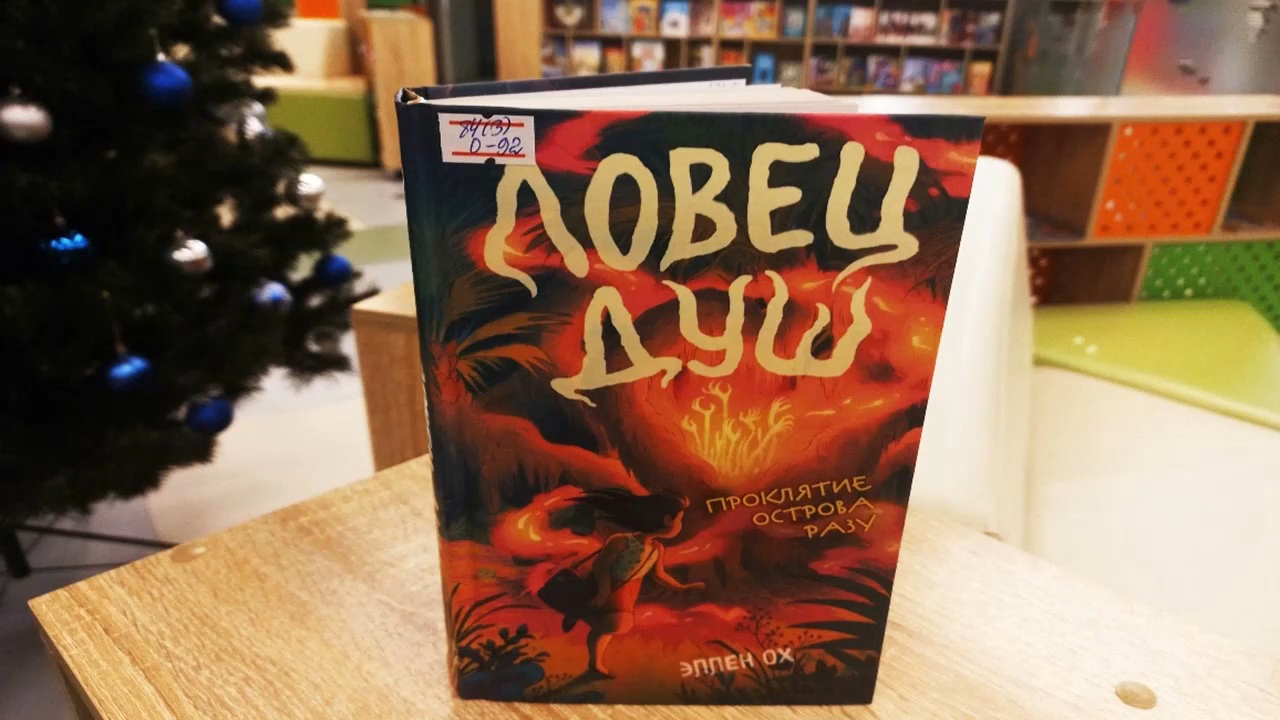 84(3)
О-92
ЛОВЕЦ
ДУШ
ПРОКЛЯТИЕ
ОСТРОВА
РАЗУ
ЭЛЛЕН ОХ